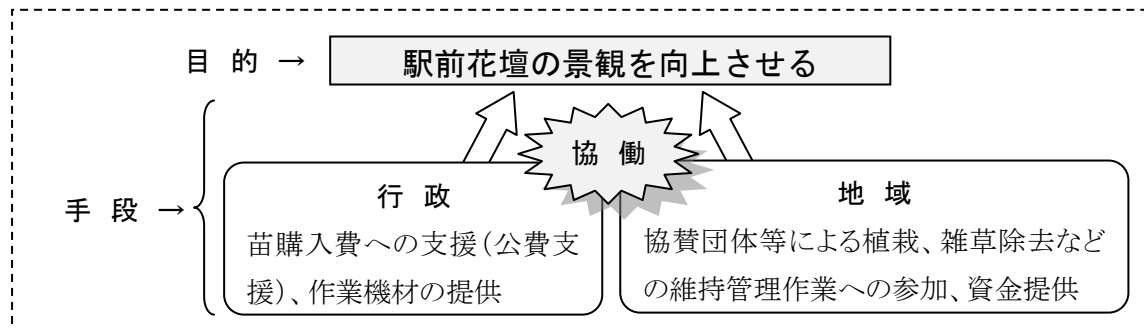 目 的 →
駅前花壇の景観を向上させる
協 働
手 段 →
行 政
苗購入費への支援(公費支
援)、作業機材の提供
地 域
協賛団体等による植栽、雑草除去など
の維持管理作業への参加、資金提供